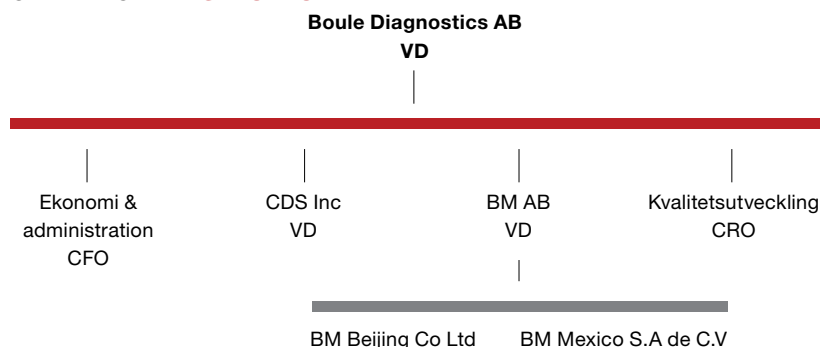 Boule Diagnostics AB
VD
Ekonomi &
administration
CFO
CDS Inc
VD
BM AB
VD
Kvalitetsutveckling
CRO
BM Beijing Co Ltd
BM Mexico S.A de C.V